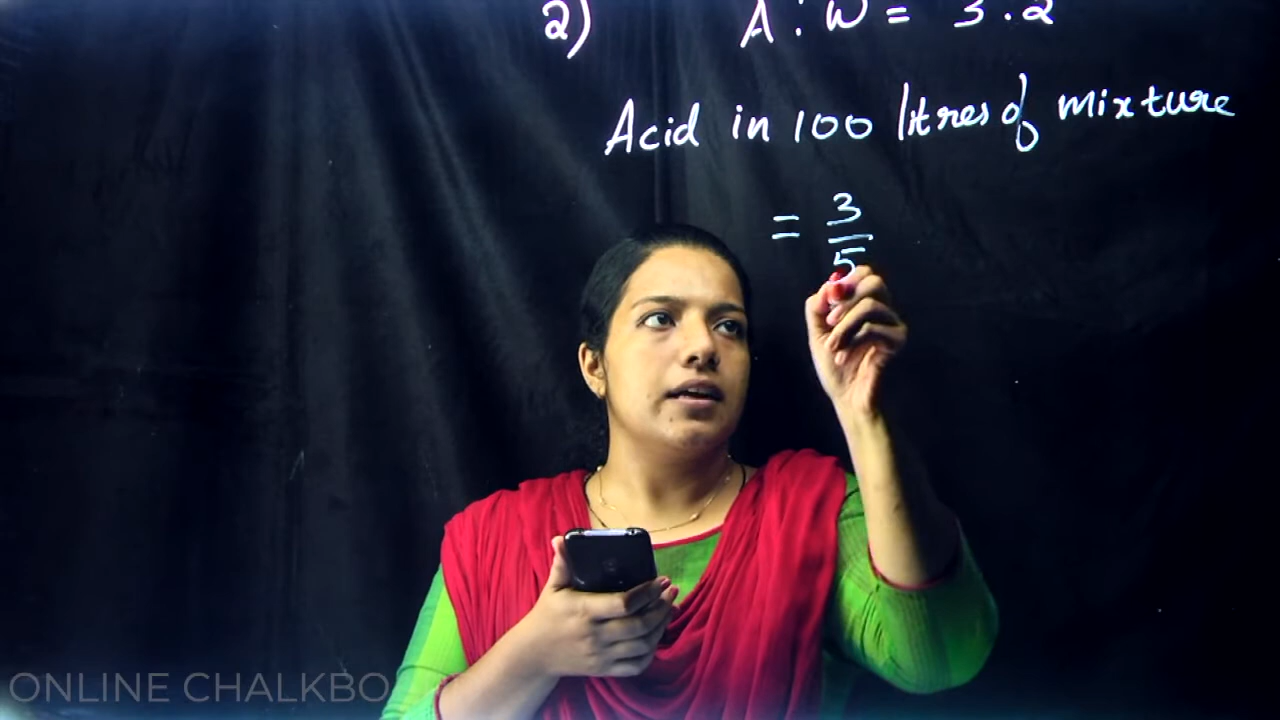 2) A : W = 3 : 2
Acid in 100 litres of mixture
= 3/5
ONLINE CHALKBO